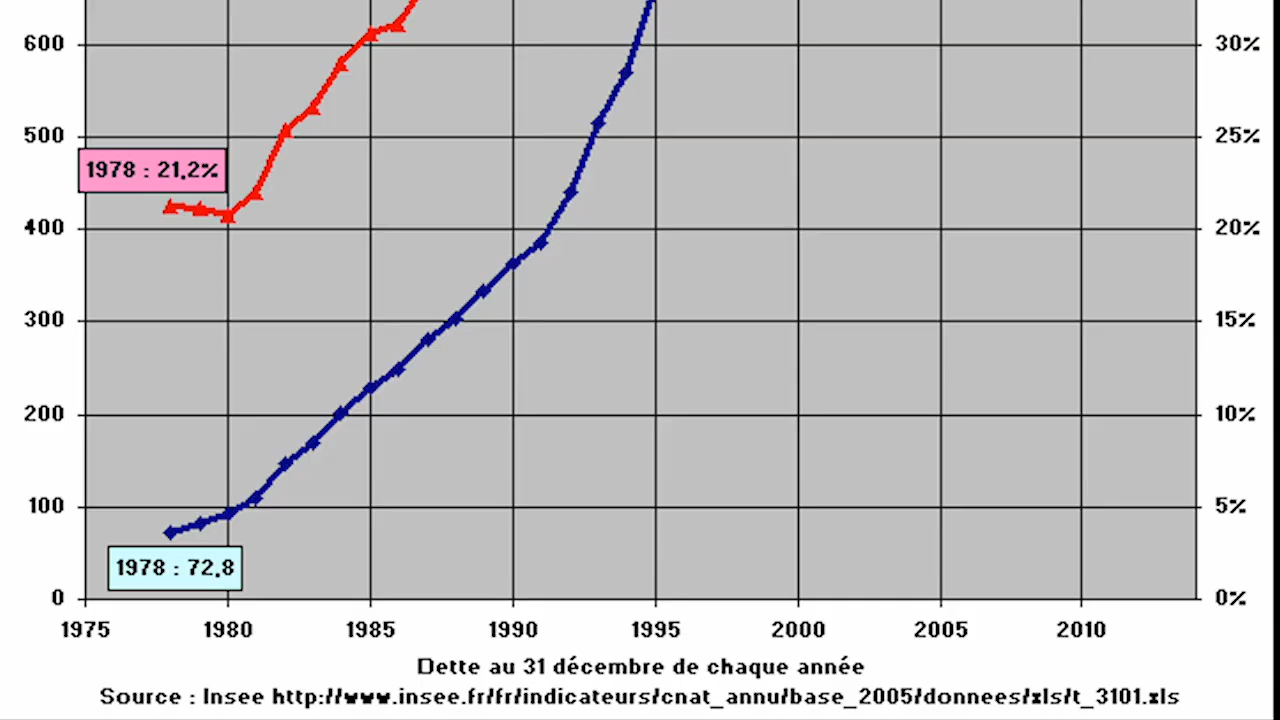 600 30%
500 25%
1978 : 21,2%
400 20%
300 15%
200 10%
100 5%
1978 : 72,8
0 0%
1975 1980 1985 1990 1995 2000 2005 2010
Dette au 31 décembre de chaque année
Source : Insee http://www.insee.fr/fr/indicateurs/cnat_annu/base_2005/donnees/xls/t_3101.xls